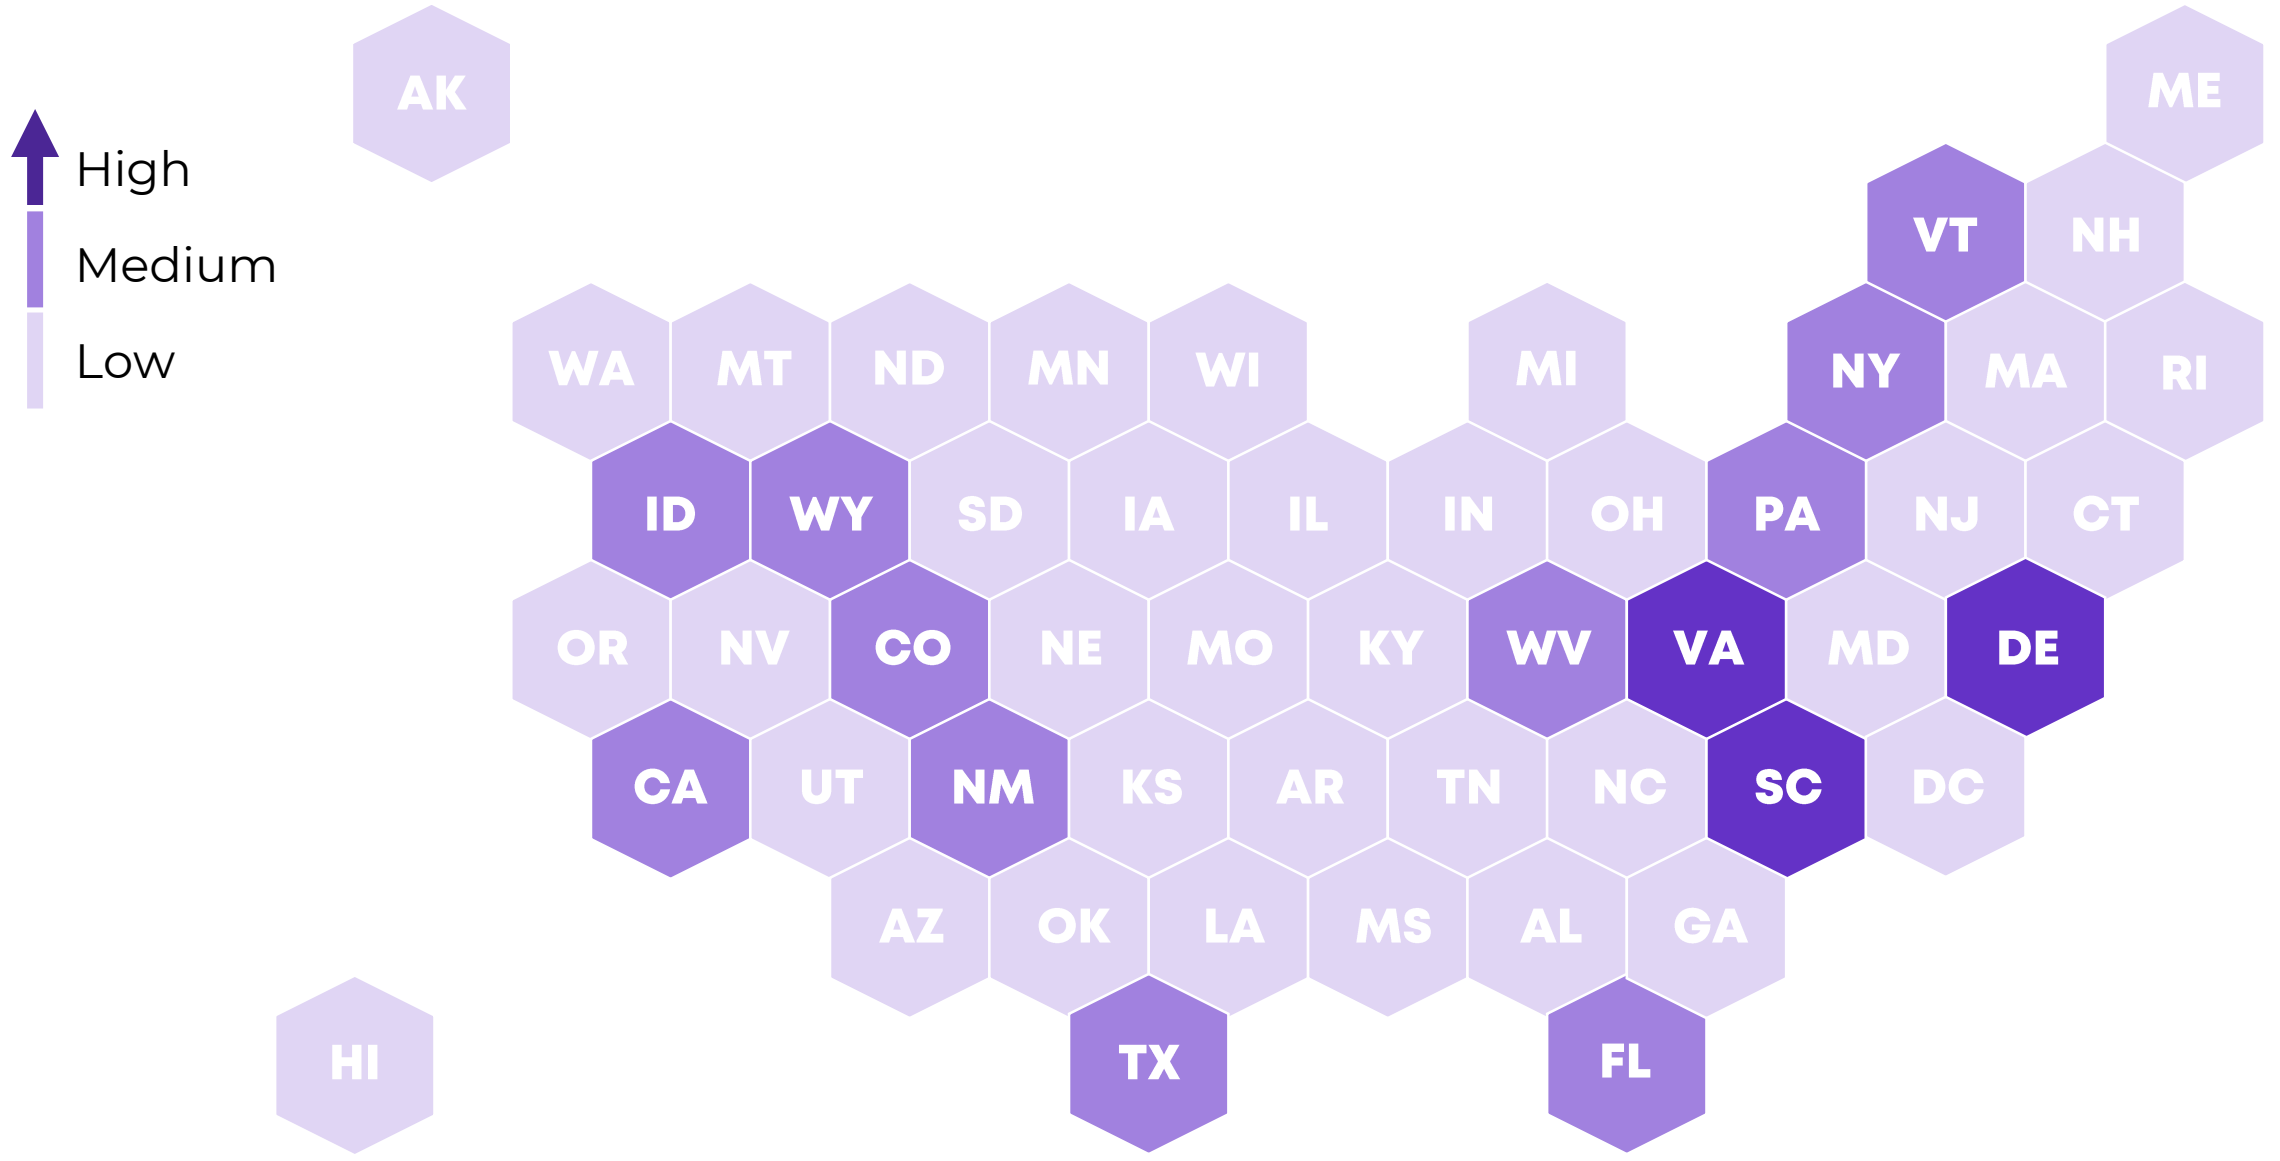 AK
ME
High
Medium
Low
VT NH
WA MT ND MN WI MI NY MA RI
ID WY SD IA IL IN OH PA NJ CT
OR NV CO NE MO KY WV VA MD DE
CA UT NM KS AR TN NC SC DC
AZ OK LA MS AL GA
HI TX FL